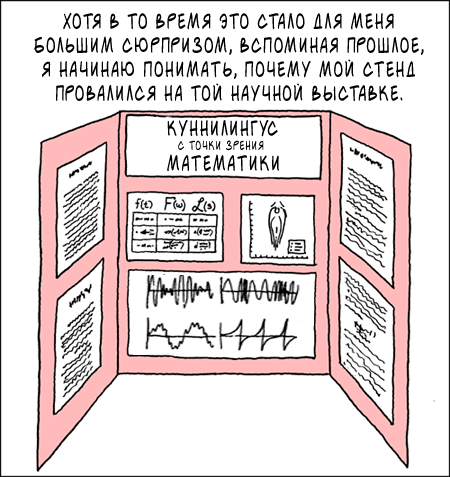 ХОТЯ В ТО ВРЕМЯ ЭТО СТАЛО ДЛЯ МЕНЯ
БОЛЬШИМ СЮРПРИЗОМ, ВСПОМИНАЯ ПРОШЛОЕ,
Я НАЧИНАЮ ПОНИМАТЬ, ПОЧЕМУ МОЙ СТЕНД
ПРОВАЛИЛСЯ НА ТОЙ НАУЧНОЙ ВЫСТАВКЕ.
КУННИЛИНГУС
С ТОЧКИ ЗРЕНИЯ
МАТЕМАТИКИ
f(t) F(ω) ℒ(s)